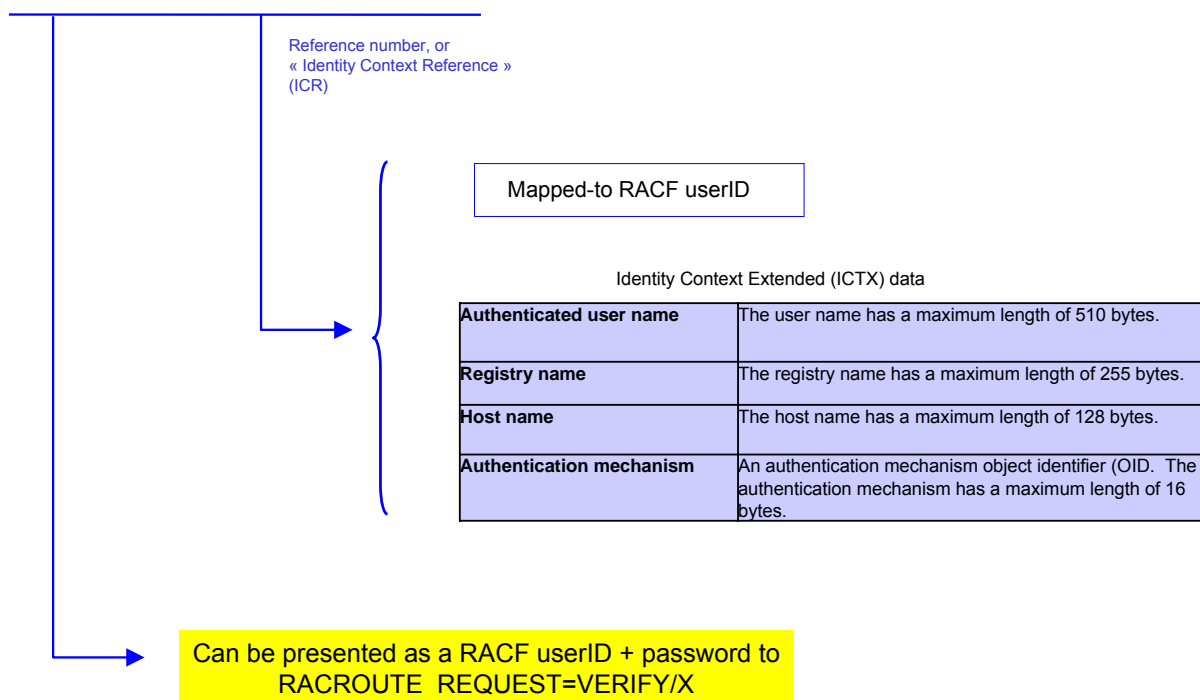 Reference number, or
« Identity Context Reference »
(ICR)
Mapped-to RACF userID
Identity Context Extended (ICTX) data
Authenticated user name The user name has a maximum length of 510 bytes.
Registry name The registry name has a maximum length of 255 bytes.
Host name The host name has a maximum length of 128 bytes.
Authentication mechanism An authentication mechanism object identifier (OID. The
authentication mechanism has a maximum length of 16
bytes.
Can be presented as a RACF userID + password to
RACROUTE REQUEST=VERIFY/X